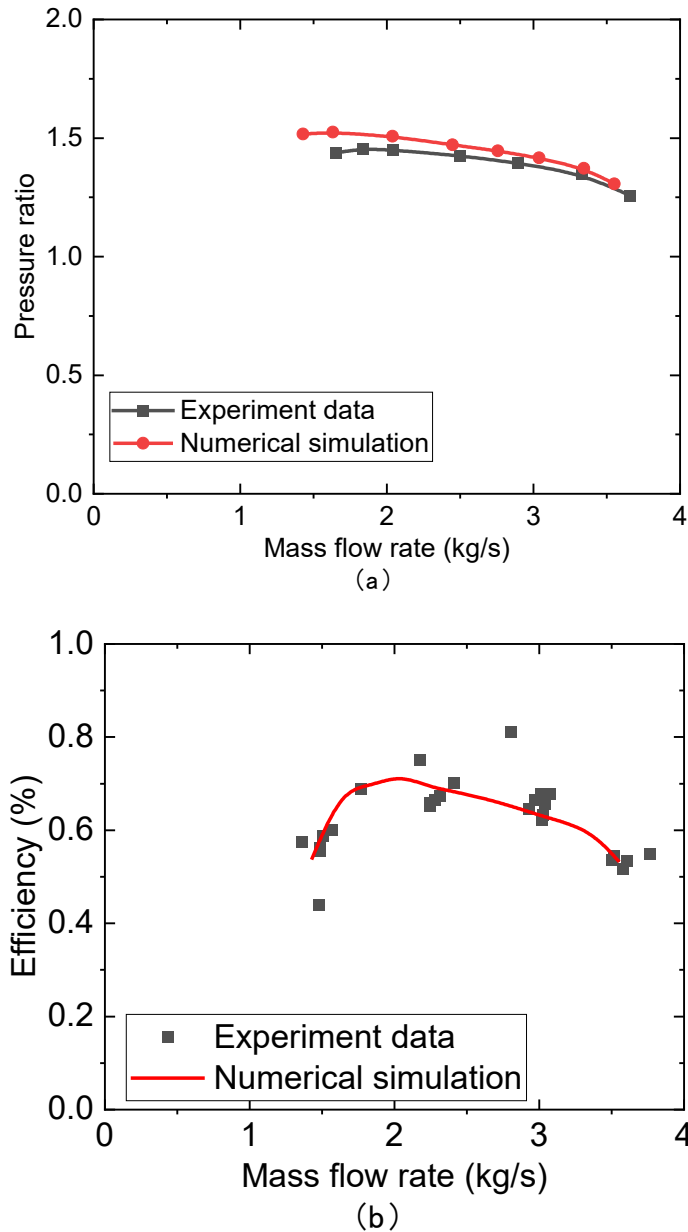 2.0
1.5
1.0
0.5
0.0
Pressure ratio
Experiment data
Numerical simulation
0 1 2 3 4
Mass flow rate (kg/s)
（a）
1.0
0.8
0.6
0.4
0.2
0.0
Efficiency (%)
Experiment data
Numerical simulation
0 1 2 3 4
Mass flow rate (kg/s)
（b）